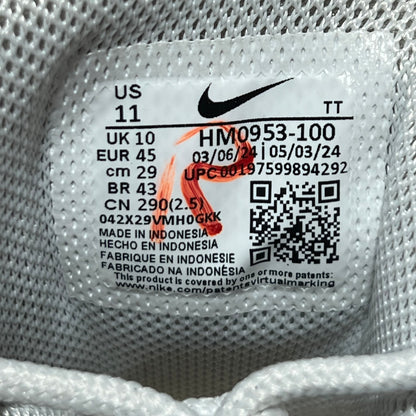 US
11
TT
UK 10
HM0953-100
EUR 45
03/06/24 | 05/03/24
cm 29
UPC 00197599894292
BR 43
CN 290(2.5)
042X29VMH0GKK
MADE IN INDONESIA
HECHO EN INDONESIA
FABRIQUE EN INDONESIE
FABRICADO NA INDONÉSIA
This product is covered by one or more patents:
www.nike.com/patentsvirtualmarking